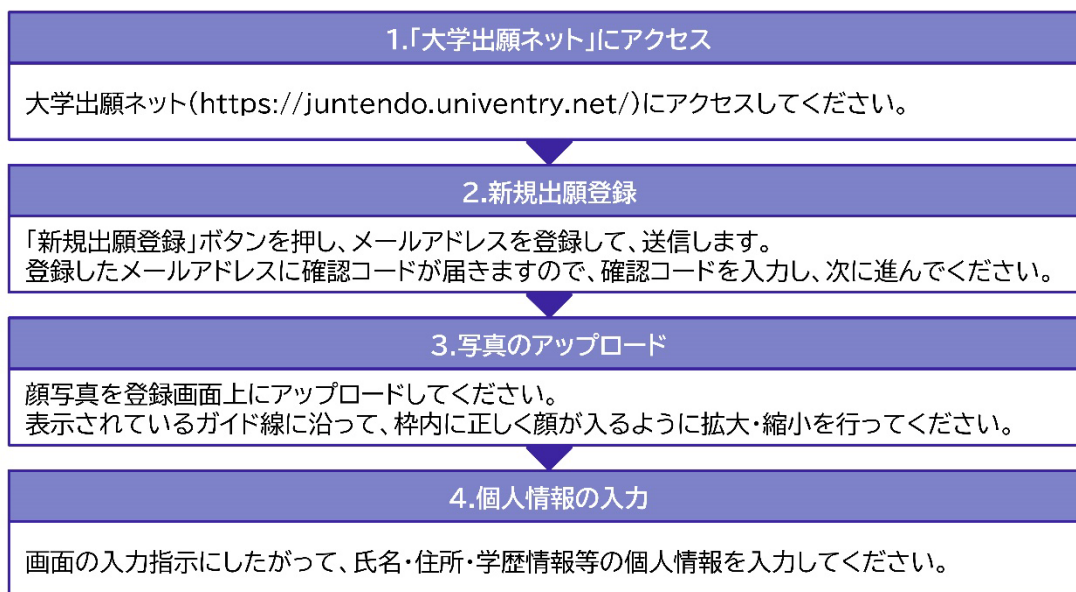 1.「大学出願ネット」にアクセス
大学出願ネット(https://juntendo.univentry.net/)にアクセスしてください。
2.新規出願登録
「新規出願登録」ボタンを押し、メールアドレスを登録して、送信します。
登録したメールアドレスに確認コードが届きますので、確認コードを入力し、次に進んでください。
3.写真のアップロード
顔写真を登録画面上にアップロードしてください。
表示されているガイド線に沿って、枠内に正しく顔が入るように拡大・縮小を行ってください。
4.個人情報の入力
画面の入力指示にしたがって、氏名・住所・学歴情報等の個人情報を入力してください。